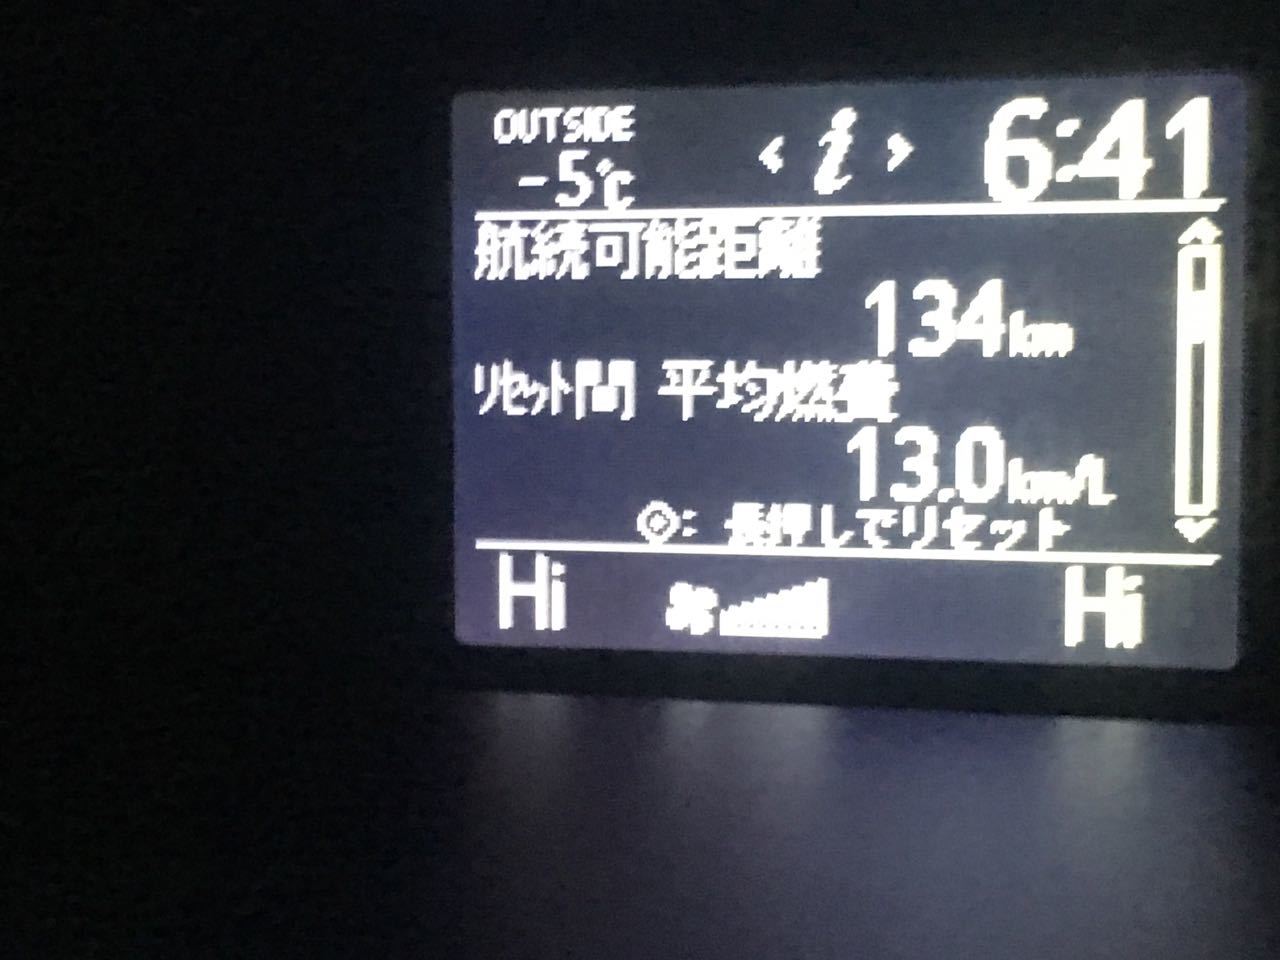 OUTSIDE
-5℃
< i >
6:41
航続可能距離
134km
リセット間 平均燃費
13.0km/L
◎: 長押しでリセット
Hi
Hi